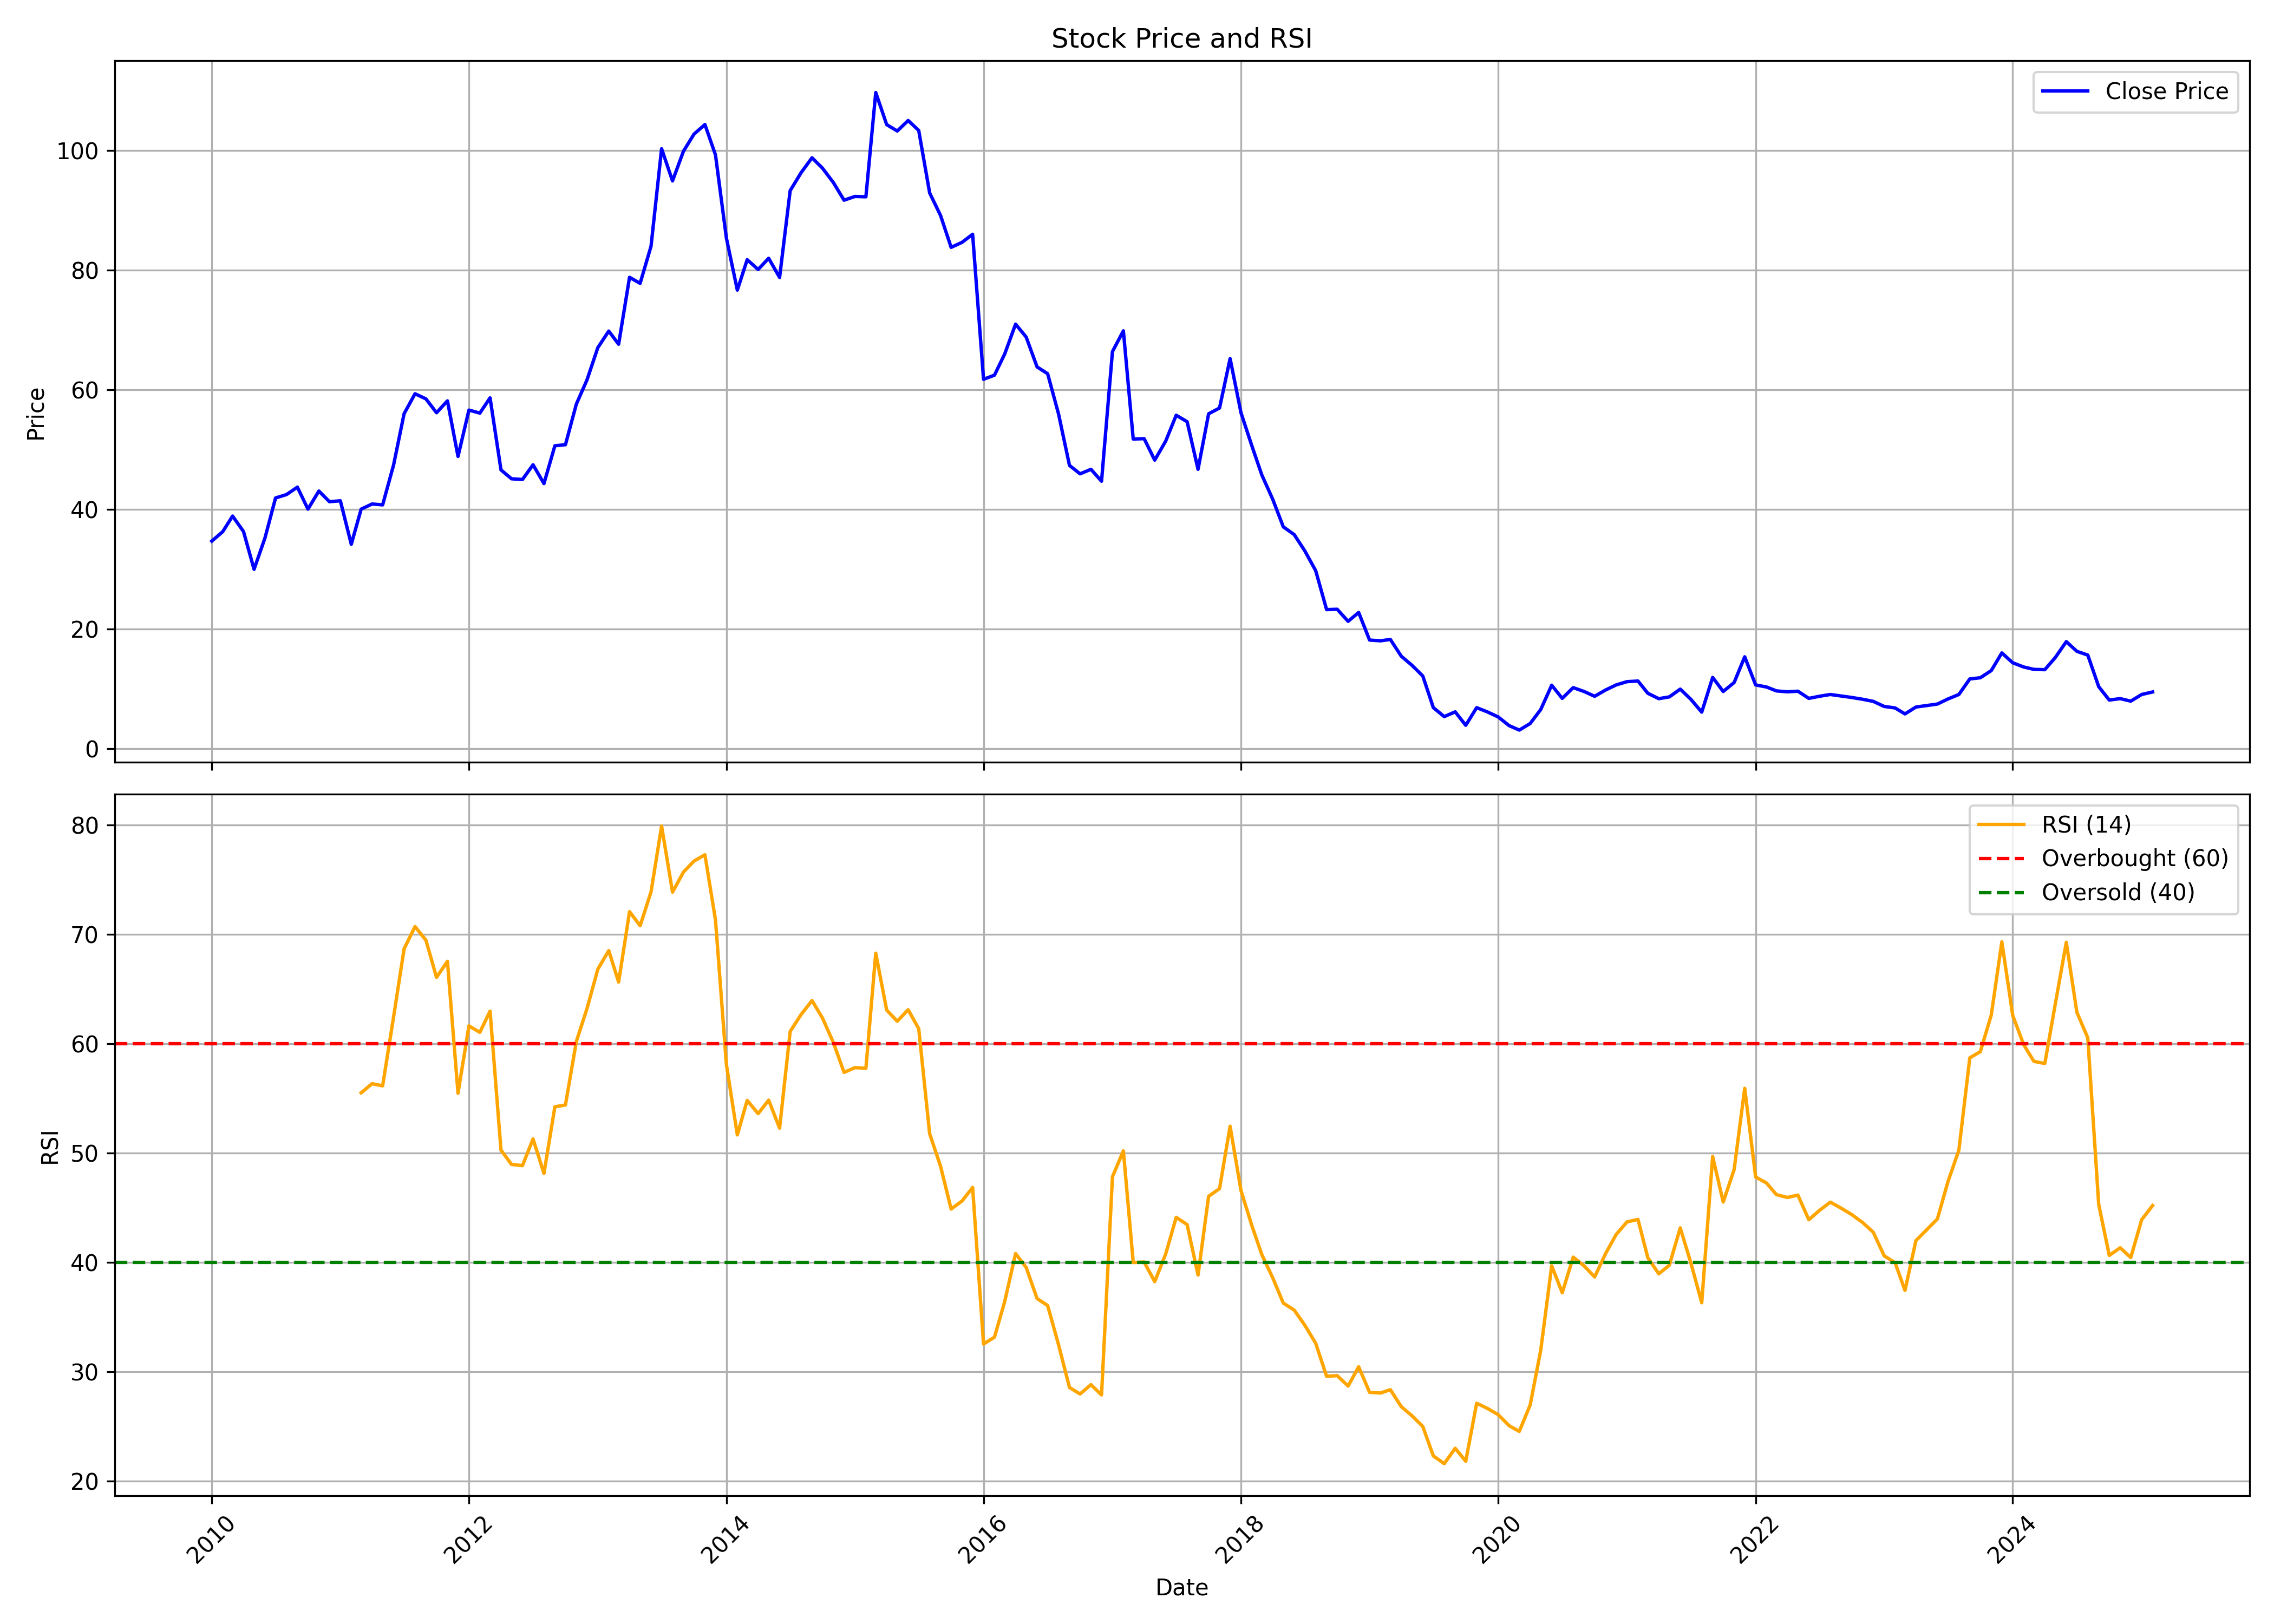 Stock Price and RSI
Close Price
Price
100
80
60
40
20
0
RSI (14)
Overbought (60)
Oversold (40)
RSI
80
70
60
50
40
30
20
2010
2012
2014
2016
2018
2020
2022
2024
Date